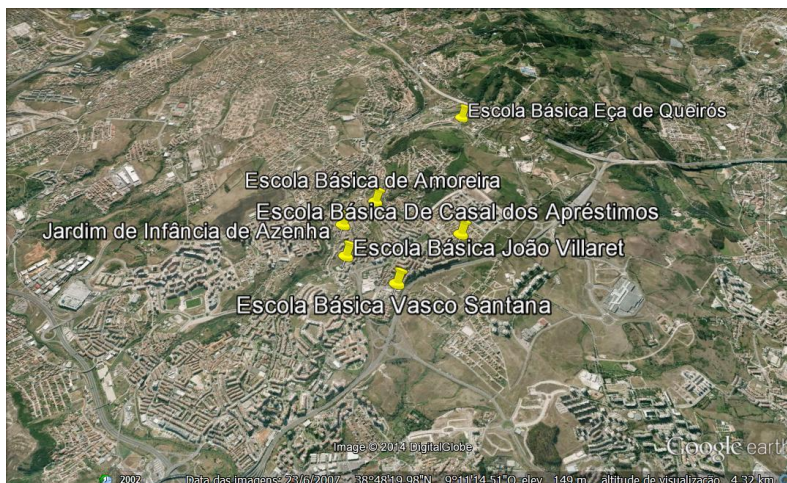 Escola Básica Eça de Queirós
Escola Básica de Amoreira
Escola Básica De Casal dos Apréstimos
Jardim de Infância de Azenha
Escola Básica João Villaret
Escola Básica Vasco Santana
Image © 2014 DigitalGlobe
Google earth
2002 Data das imagens: 23/6/2007 38°48'19.98"N 9°11'14.51"O elev 149 m altitude de visualização 4.32 km